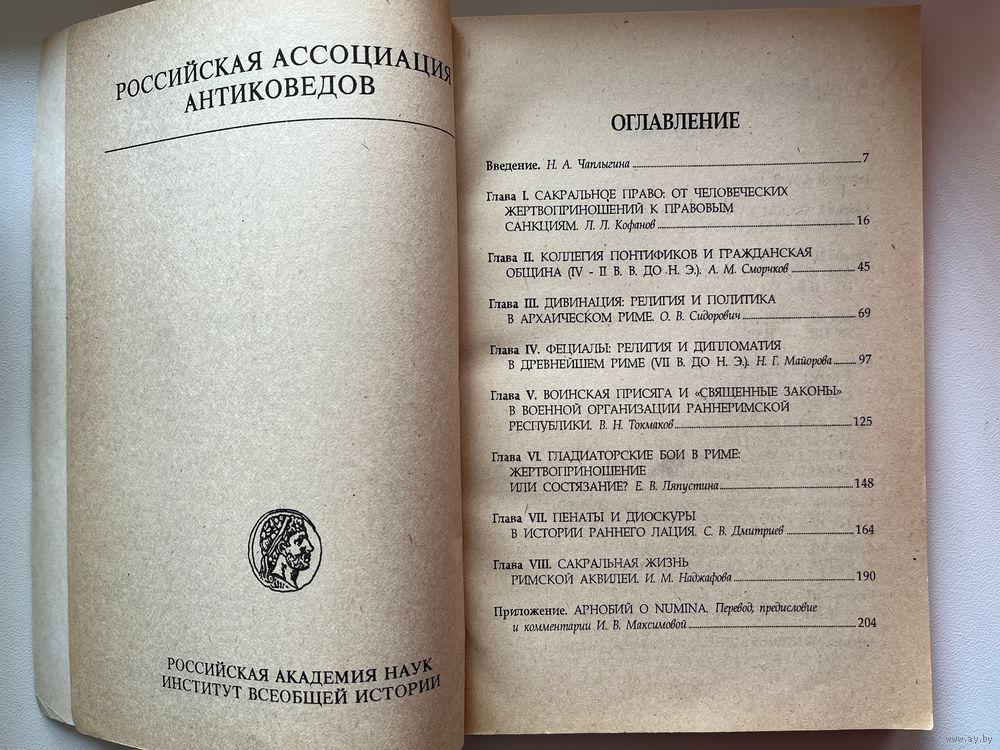 РОССИЙСКАЯ АССОЦИАЦИЯ
АНТИКОВЕДОВ
РОССИЙСКАЯ АКАДЕМИЯ НАУК
ИНСТИТУТ ВСЕОБЩЕЙ ИСТОРИИ
ОГЛАВЛЕНИЕ
Введение. Н. А. Чаплыгина 7
Глава I. САКРАЛЬНОЕ ПРАВО: ОТ ЧЕЛОВЕЧЕСКИХ
ЖЕРТВОПРИНОШЕНИЙ К ПРАВОВЫМ
САНКЦИЯМ. Л. Л. Кофанов 16
Глава II. КОЛЛЕГИЯ ПОНТИФИКОВ И ГРАЖДАНСКАЯ
ОБЩИНА (IV - II В. В. ДО Н. Э.). А. М. Сморчков 45
Глава III. ДИВИНАЦИЯ: РЕЛИГИЯ И ПОЛИТИКА
В АРХАИЧЕСКОМ РИМЕ. О. В. Сидорович 69
Глава IV. ФЕЦИАЛЫ: РЕЛИГИЯ И ДИПЛОМАТИЯ
В ДРЕВНЕЙШЕМ РИМЕ (VII В. ДО Н. Э.). Н. Г. Майорова 97
Глава V. ВОИНСКАЯ ПРИСЯГА И «СВЯЩЕННЫЕ ЗАКОНЫ»
В ВОЕННОЙ ОРГАНИЗАЦИИ РАННЕРИМСКОЙ
РЕСПУБЛИКИ. В. Н. Токмаков 125
Глава VI. ГЛАДИАТОРСКИЕ БОИ В РИМЕ:
ЖЕРТВОПРИНОШЕНИЕ
ИЛИ СОСТЯЗАНИЕ? Е. В. Ляпустина 148
Глава VII. ПЕНАТЫ И ДИОСКУРЫ
В ИСТОРИИ РАННЕГО ЛАЦИЯ. С. В. Дмитриев 164
Глава VIII. САКРАЛЬНАЯ ЖИЗНЬ
РИМСКОЙ АКВИЛЕИ. И. М. Наджафова 190
Приложение. АРНОБИЙ О NUMINA. Перевод, предисловие
и комментарии И. В. Максимовой 204
www.ay.by